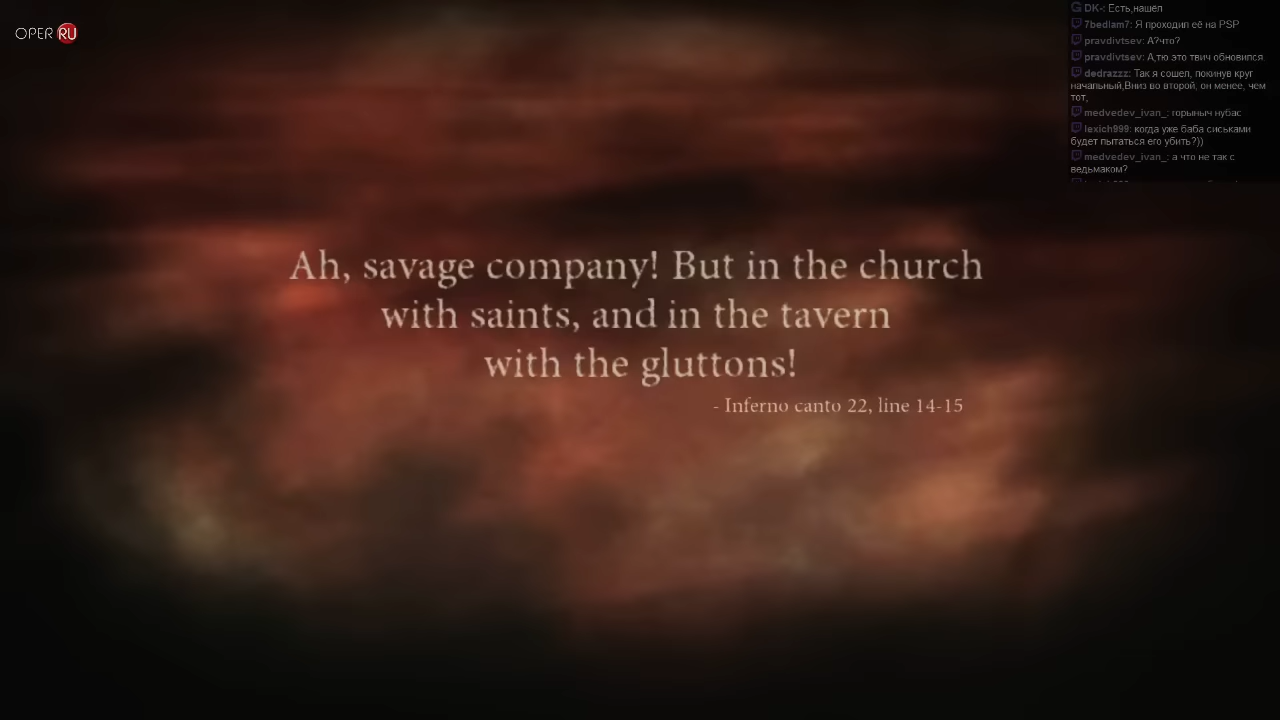 OPER RU
DK-: Есть,нашёл
7bedlam7: Я проходил её на PSP
pravdivtsev: А?что?
pravdivtsev: А,тю это твич обновился.
dedrazzz: Так я сошел, покинув круг
начальный,Вниз во второй; он менее, чем
тот,
medvedev_ivan_: горыныч нубас
lexich999: когда уже баба сиськами
будет пытаться его убить?))
medvedev_ivan_: а что не так с
ведьмаком?
Ah, savage company! But in the church
with saints, and in the tavern
with the gluttons!
- Inferno canto 22, line 14-15